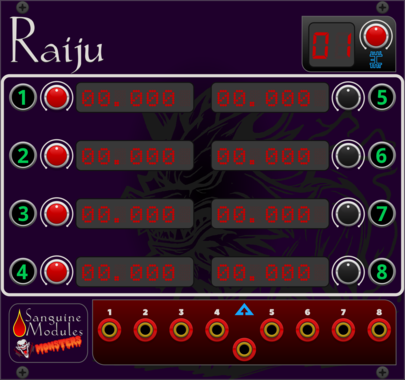 Raiju
01
1 00.000 00.000 5
2 00.000 00.000 6
3 00.000 00.000 7
4 00.000 00.000 8
1 2 3 4 5 6 7 8
Sanguine
Modules